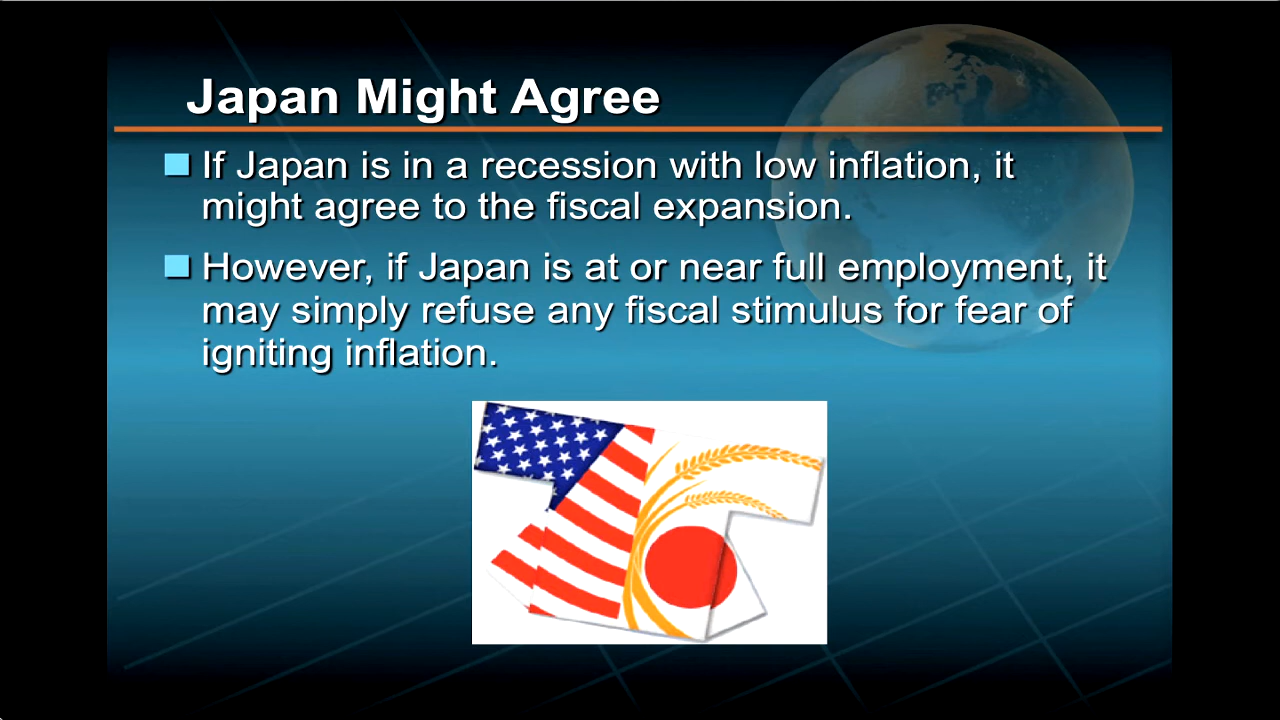 Japan Might Agree
If Japan is in a recession with low inflation, it
might agree to the fiscal expansion.
However, if Japan is at or near full employment, it
may simply refuse any fiscal stimulus for fear of
igniting inflation.